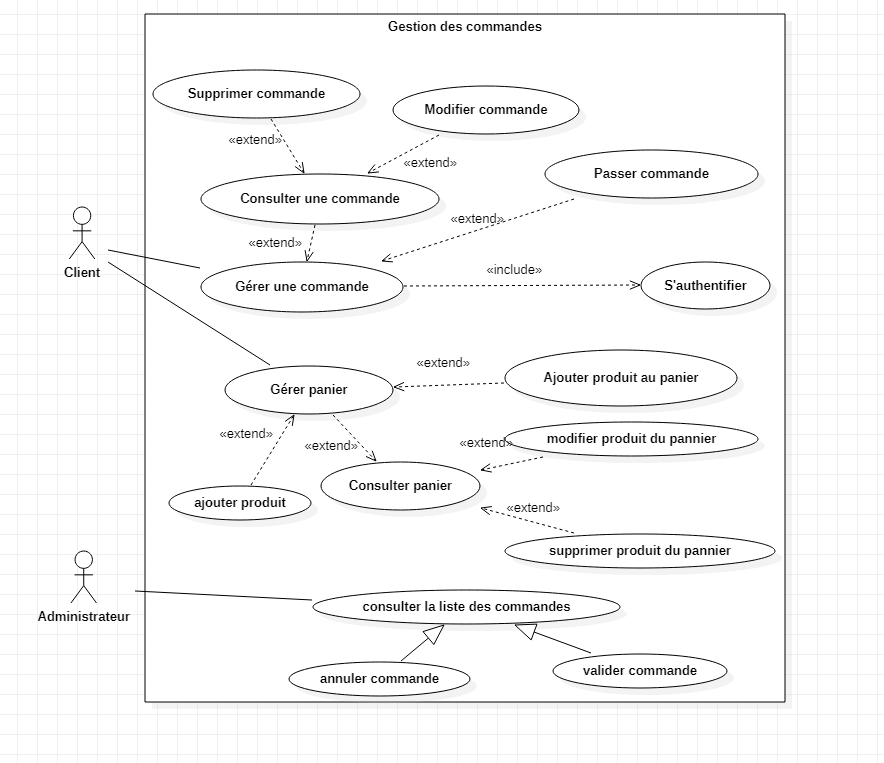 Gestion des commandes
Supprimer commande
Modifier commande
«extend»
«extend»
Passer commande
Consulter une commande
«extend»
«extend»
Client
«include»
Gérer une commande
S'authentifier
«extend»
Gérer panier
Ajouter produit au panier
«extend»
«extend»
«extend»
modifier produit du pannier
Consulter panier
ajouter produit
«extend»
supprimer produit du pannier
Administrateur
consulter la liste des commandes
annuler commande
valider commande